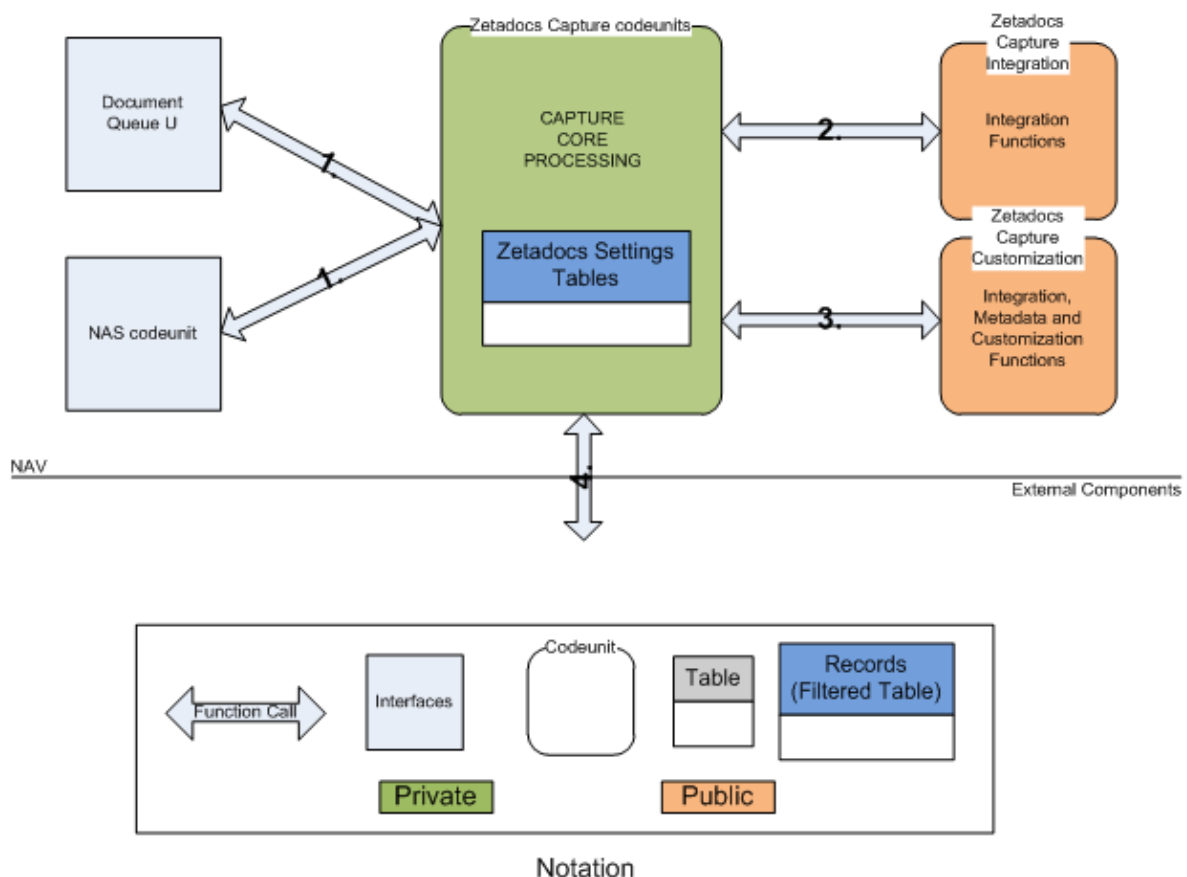 Zetadocs Capture codeunits
Document
Queue U
NAS codeunit
1.
1.
CAPTURE
CORE
PROCESSING
Zetadocs Settings
Tables
2.
3.
4.
Zetadocs
Capture
Integration
Integration
Functions
Zetadocs
Capture
Customization
Integration,
Metadata and
Customization
Functions
NAV
External Components
Function Call
Interfaces
Codeunit
Table
Records
(Filtered Table)
Private
Public
Notation